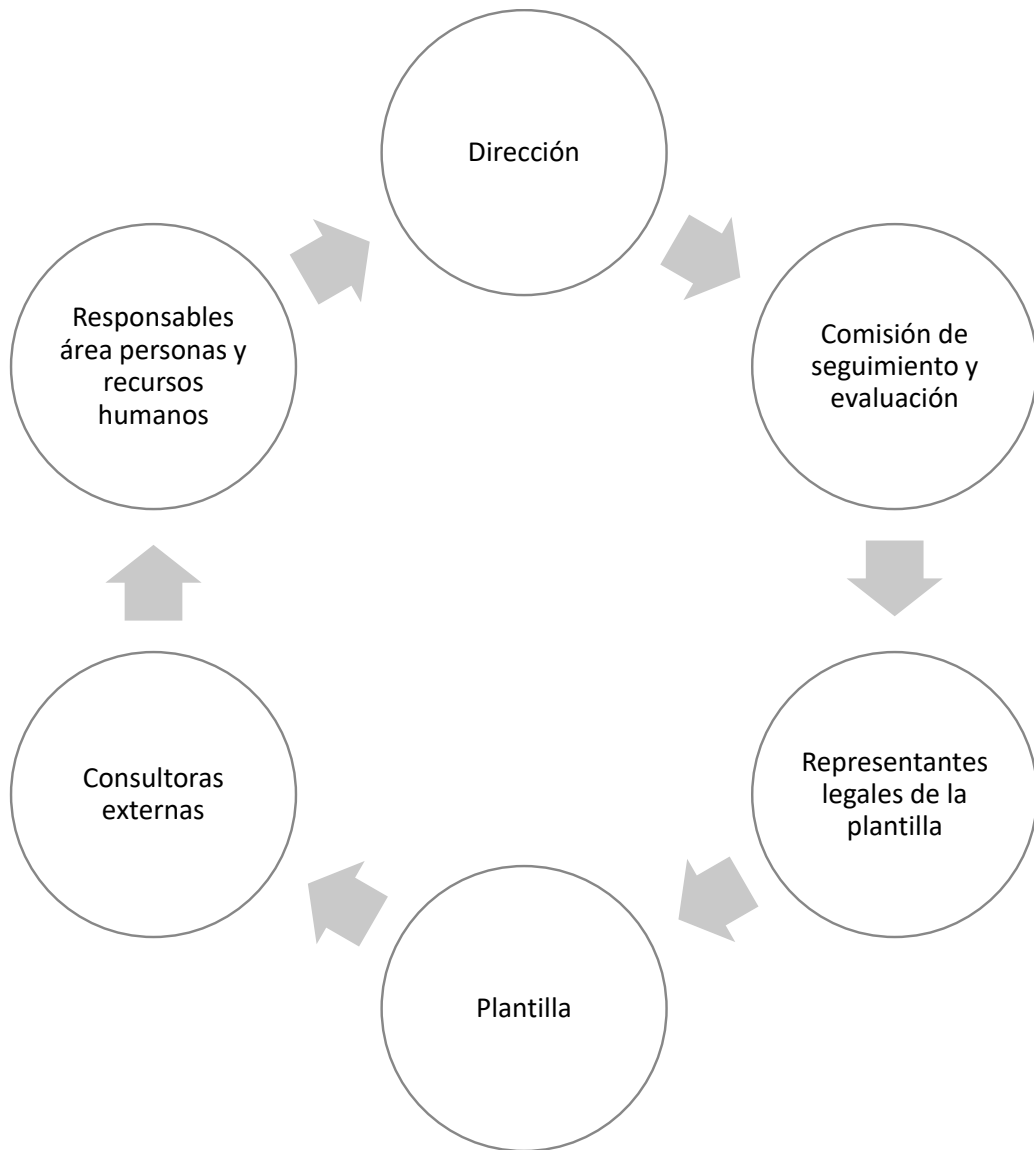 Dirección
Comisión de
seguimiento y
evaluación
Representantes
legales de la
plantilla
Plantilla
Consultoras
externas
Responsables
área personas y
recursos
humanos